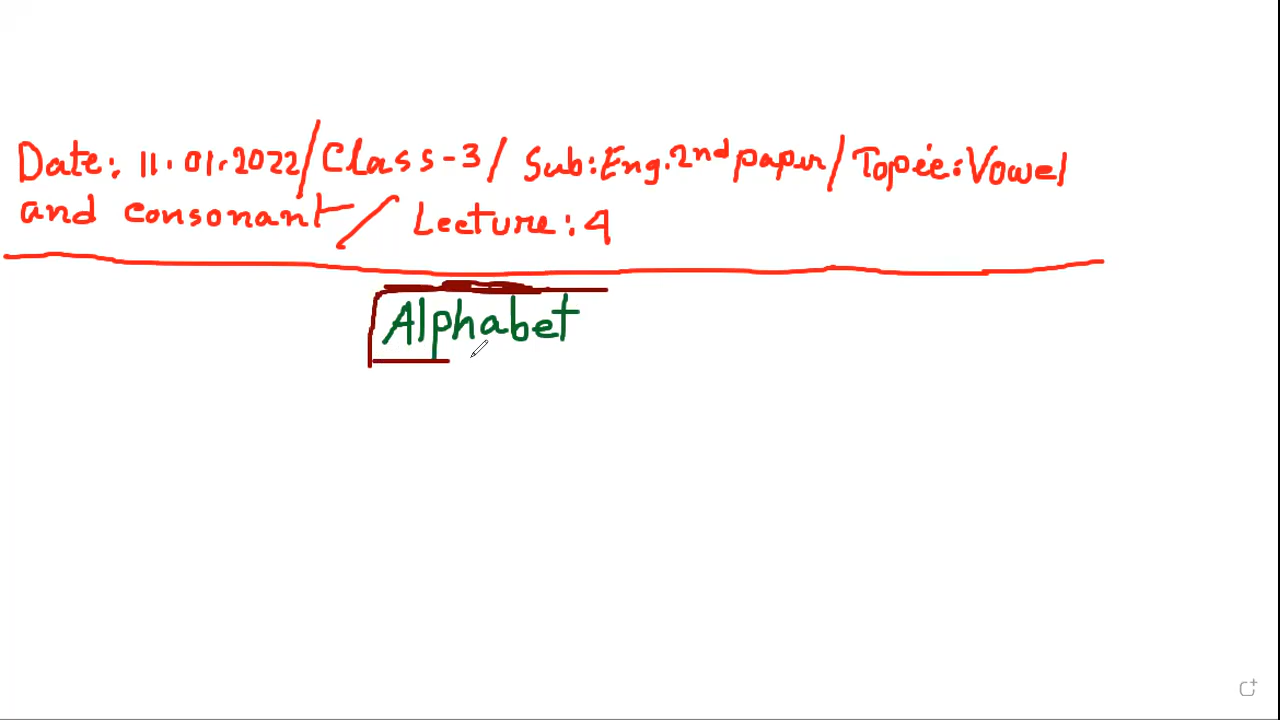 Date: 11.01.2022/Class-3/ Sub:Eng.2nd paper/Topic:Vowel
and consonant/ Lecture:4
Alphabet